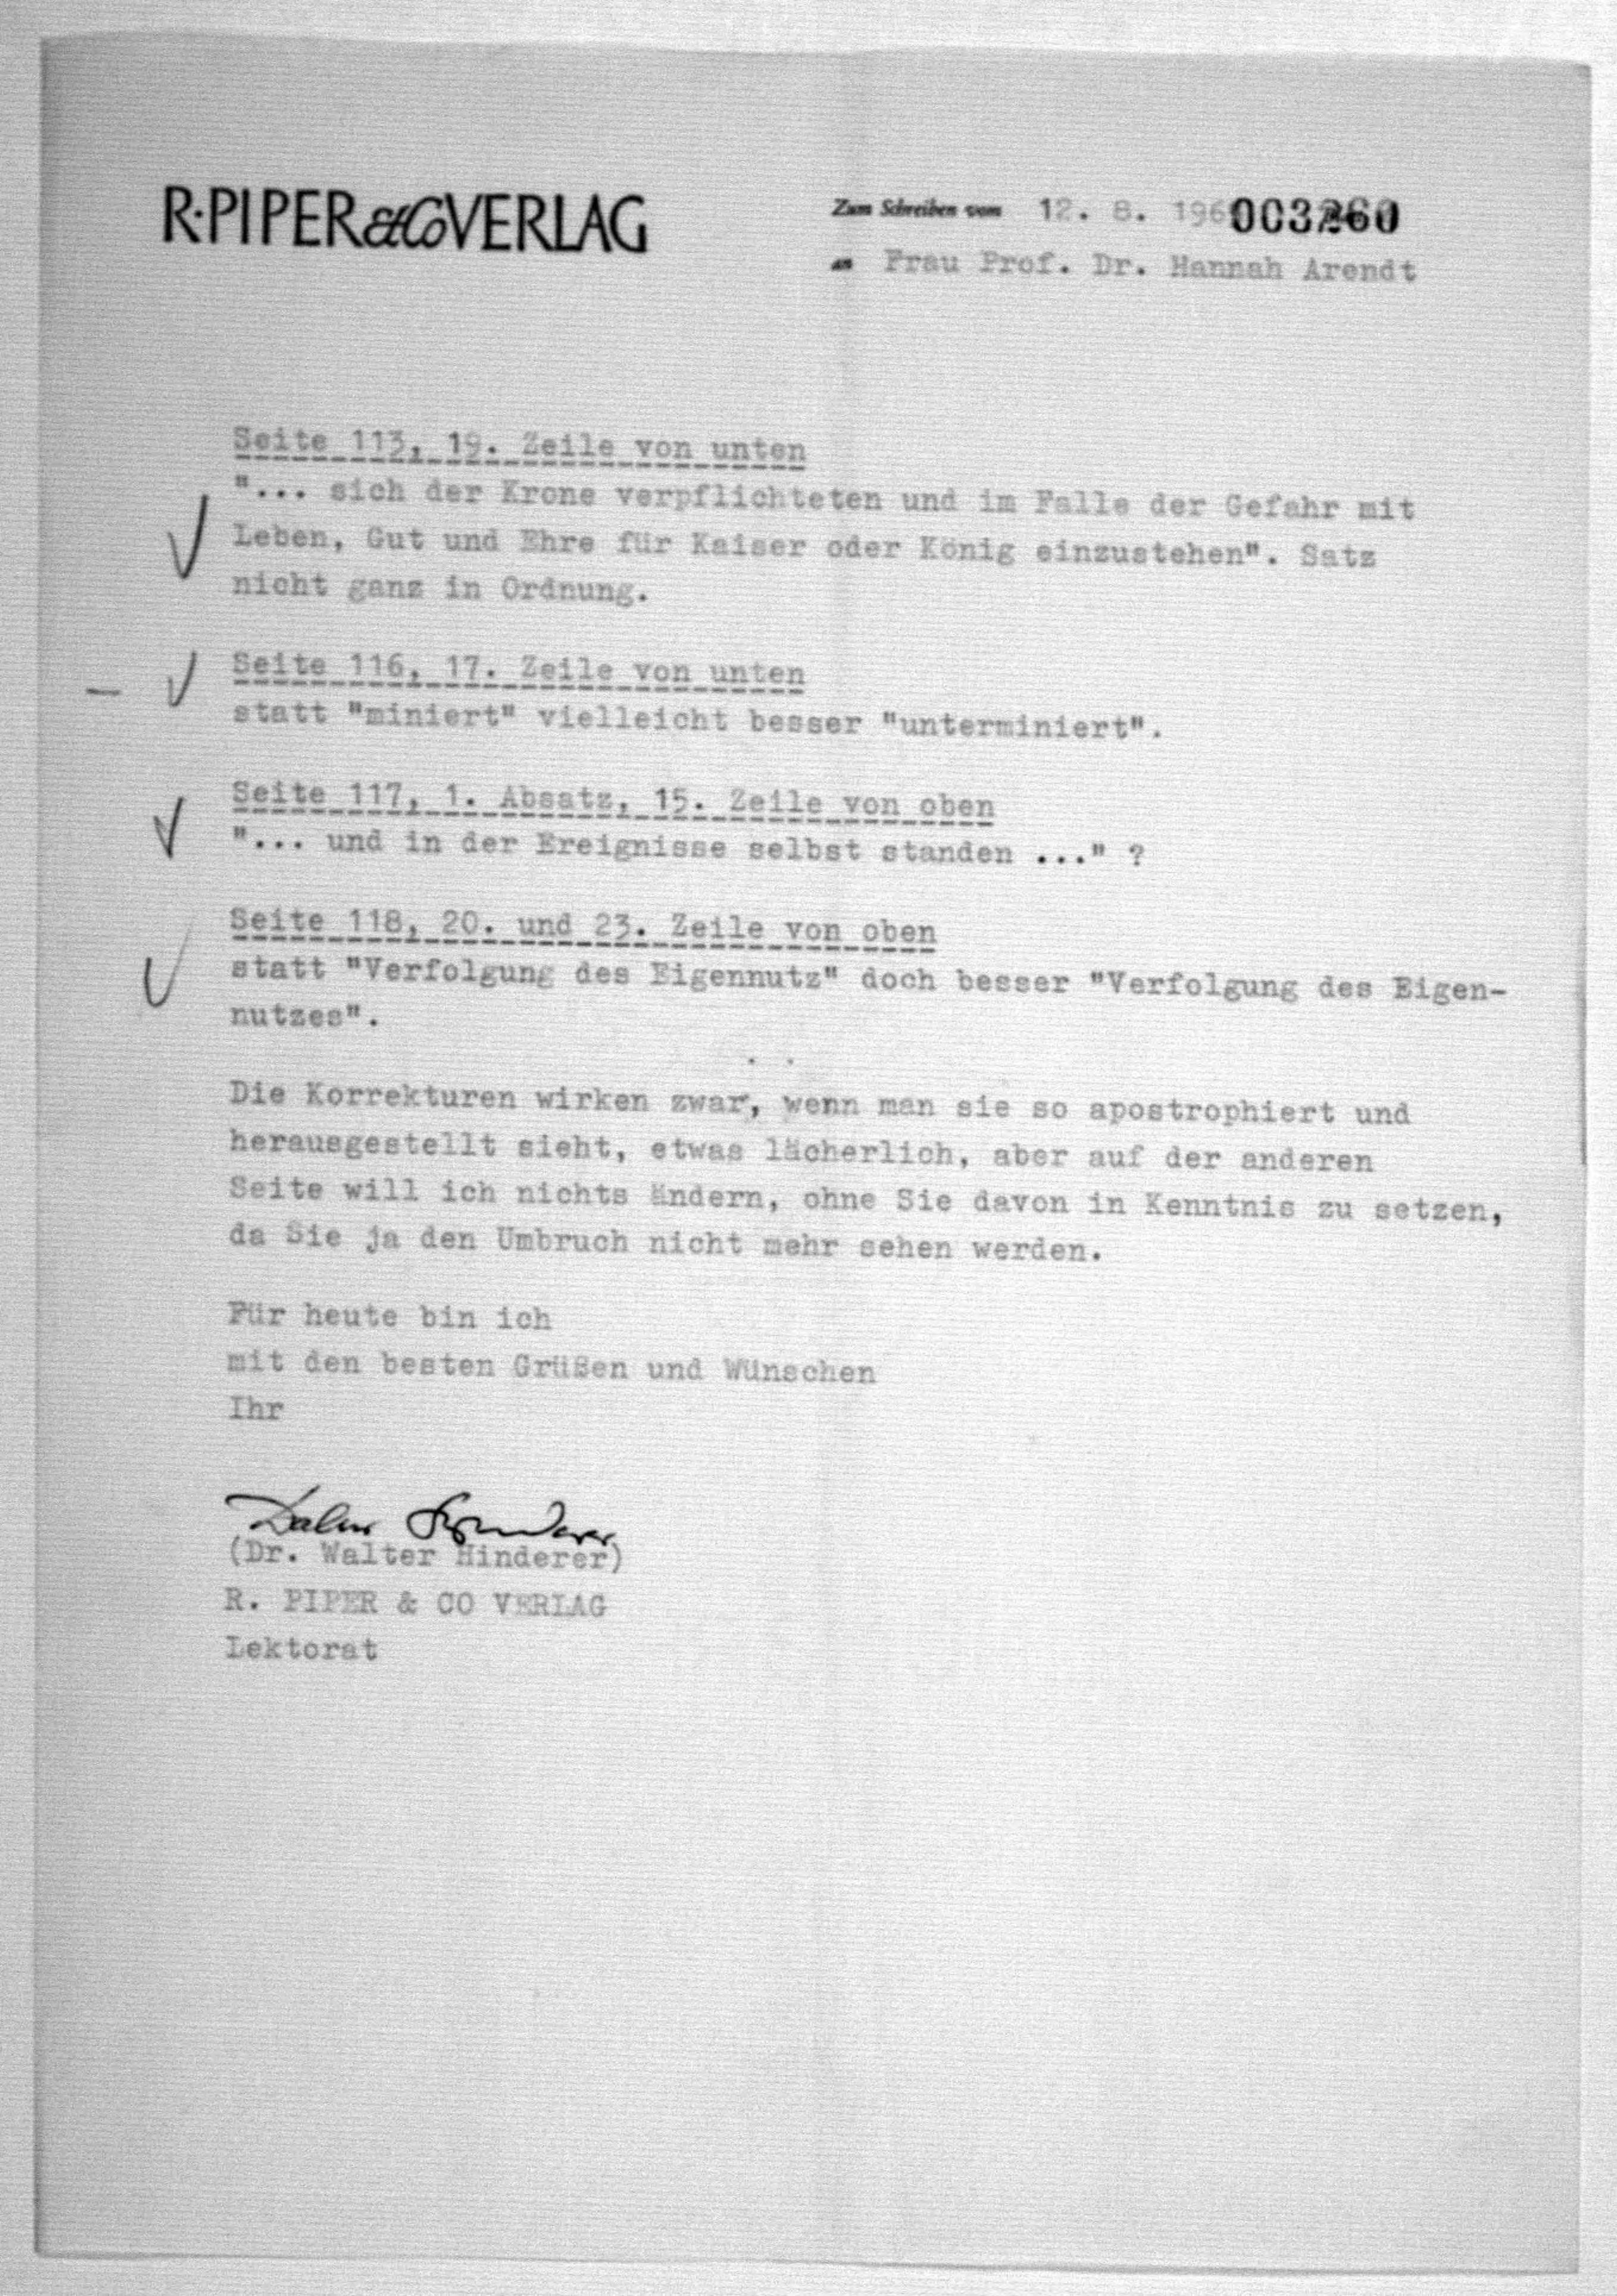 R·PIPER & Co VERLAG
Zum Schreiben vom 12. 8. 196 003260
an Frau Prof. Dr. Hannah Arendt
Seite 113, 19. Zeile von unten
"... sich der Krone verpflichteten und im Falle der Gefahr mit
Leben, Gut und Ehre für Kaiser oder König einzustehen". Satz
nicht ganz in Ordnung.
Seite 116, 17. Zeile von unten
statt "miniert" vielleicht besser "unterminiert".
Seite 117, 1. Absatz, 15. Zeile von oben
"... und in der Ereignisse selbst standen ..." ?
Seite 118, 20. und 23. Zeile von oben
statt "Verfolgung des Eigennutz" doch besser "Verfolgung des Eigen-
nutzes".
Die Korrekturen wirken zwar, wenn man sie so apostrophiert und
herausgestellt sieht, etwas lächerlich, aber auf der anderen
Seite will ich nichts ändern, ohne Sie davon in Kenntnis zu setzen,
da Sie ja den Umbruch nicht mehr sehen werden.
Für heute bin ich
mit den besten Grüßen und Wünschen
Ihr
Walter Hinderer
(Dr. Walter Hinderer)
R. PIPER & CO VERLAG
Lektorat